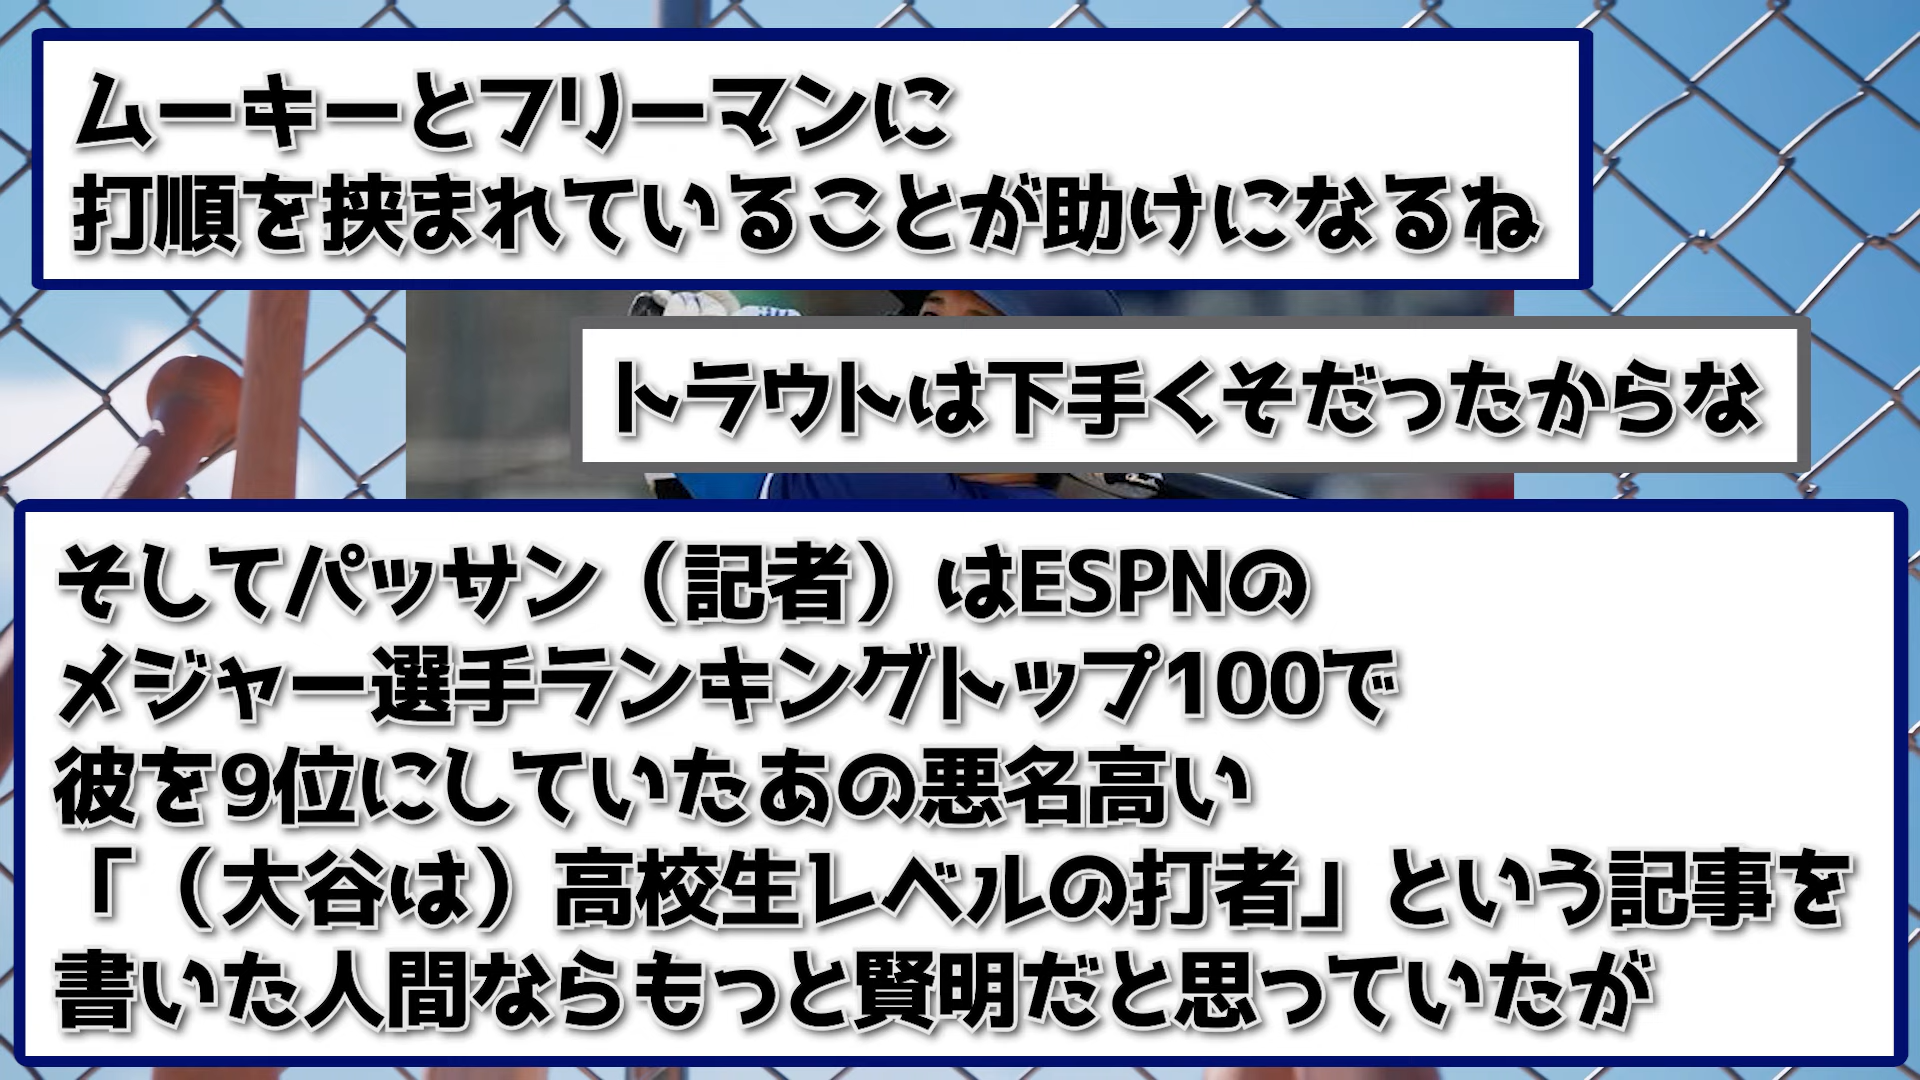 ムーキーとフリーマンに
打順を挟まれていることが助けになるね
トラウトは下手くそだったからな
そしてパッサン（記者）はESPNの
メジャー選手ランキングトップ100で
彼を9位にしていたあの悪名高い
「（大谷は）高校生レベルの打者」という記事を
書いた人間ならもっと賢明だと思っていたが